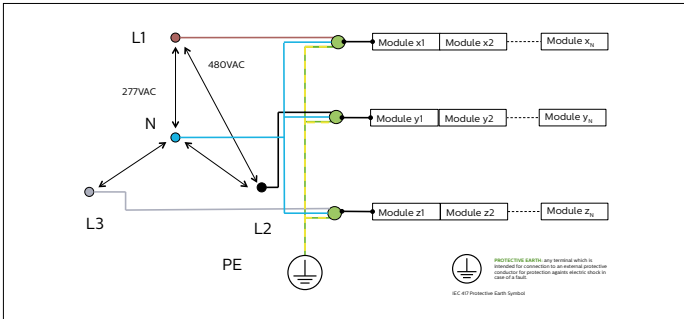 L1
480VAC
277VAC
N
L3
L2
PE
Module x1 Module x2 Module xN
Module y1 Module y2 Module yN
Module z1 Module z2 Module zN
PROTECTIVE EARTH: any terminal which is
intended for connection to an external protective
conductor for protection againts electric shock in
case of a fault.
IEC 417 Protective Earth Symbol